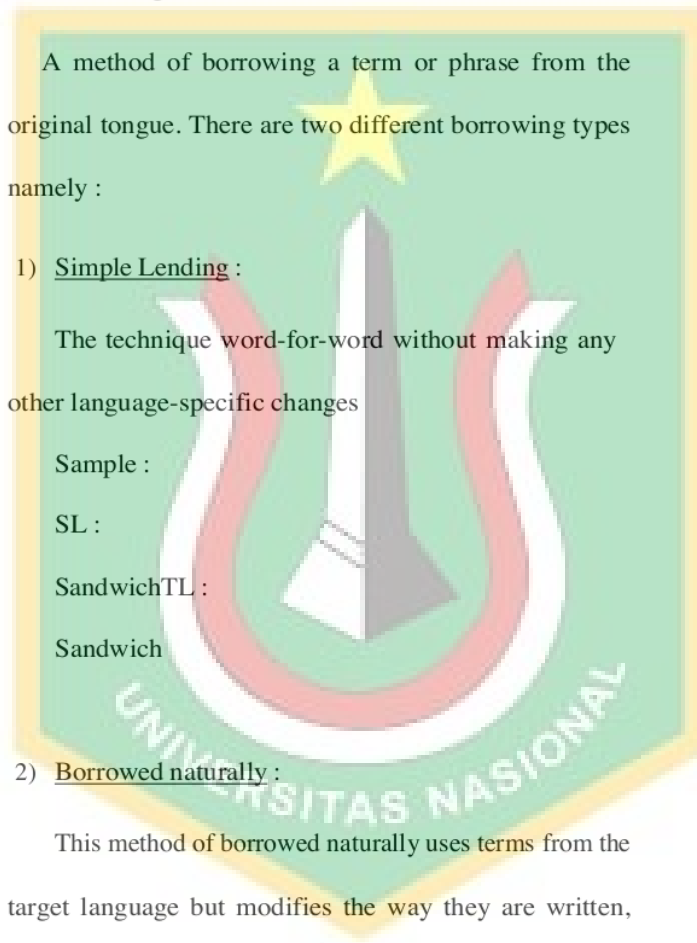 A method of borrowing a term or phrase from the
original tongue. There are two different borrowing types
namely :
1) Simple Lending :
The technique word-for-word without making any
other language-specific changes
Sample :
SL :
SandwichTL :
Sandwich
2) Borrowed naturally :
This method of borrowed naturally uses terms from the
target language but modifies the way they are written,
UNIVERSITAS NASIONAL